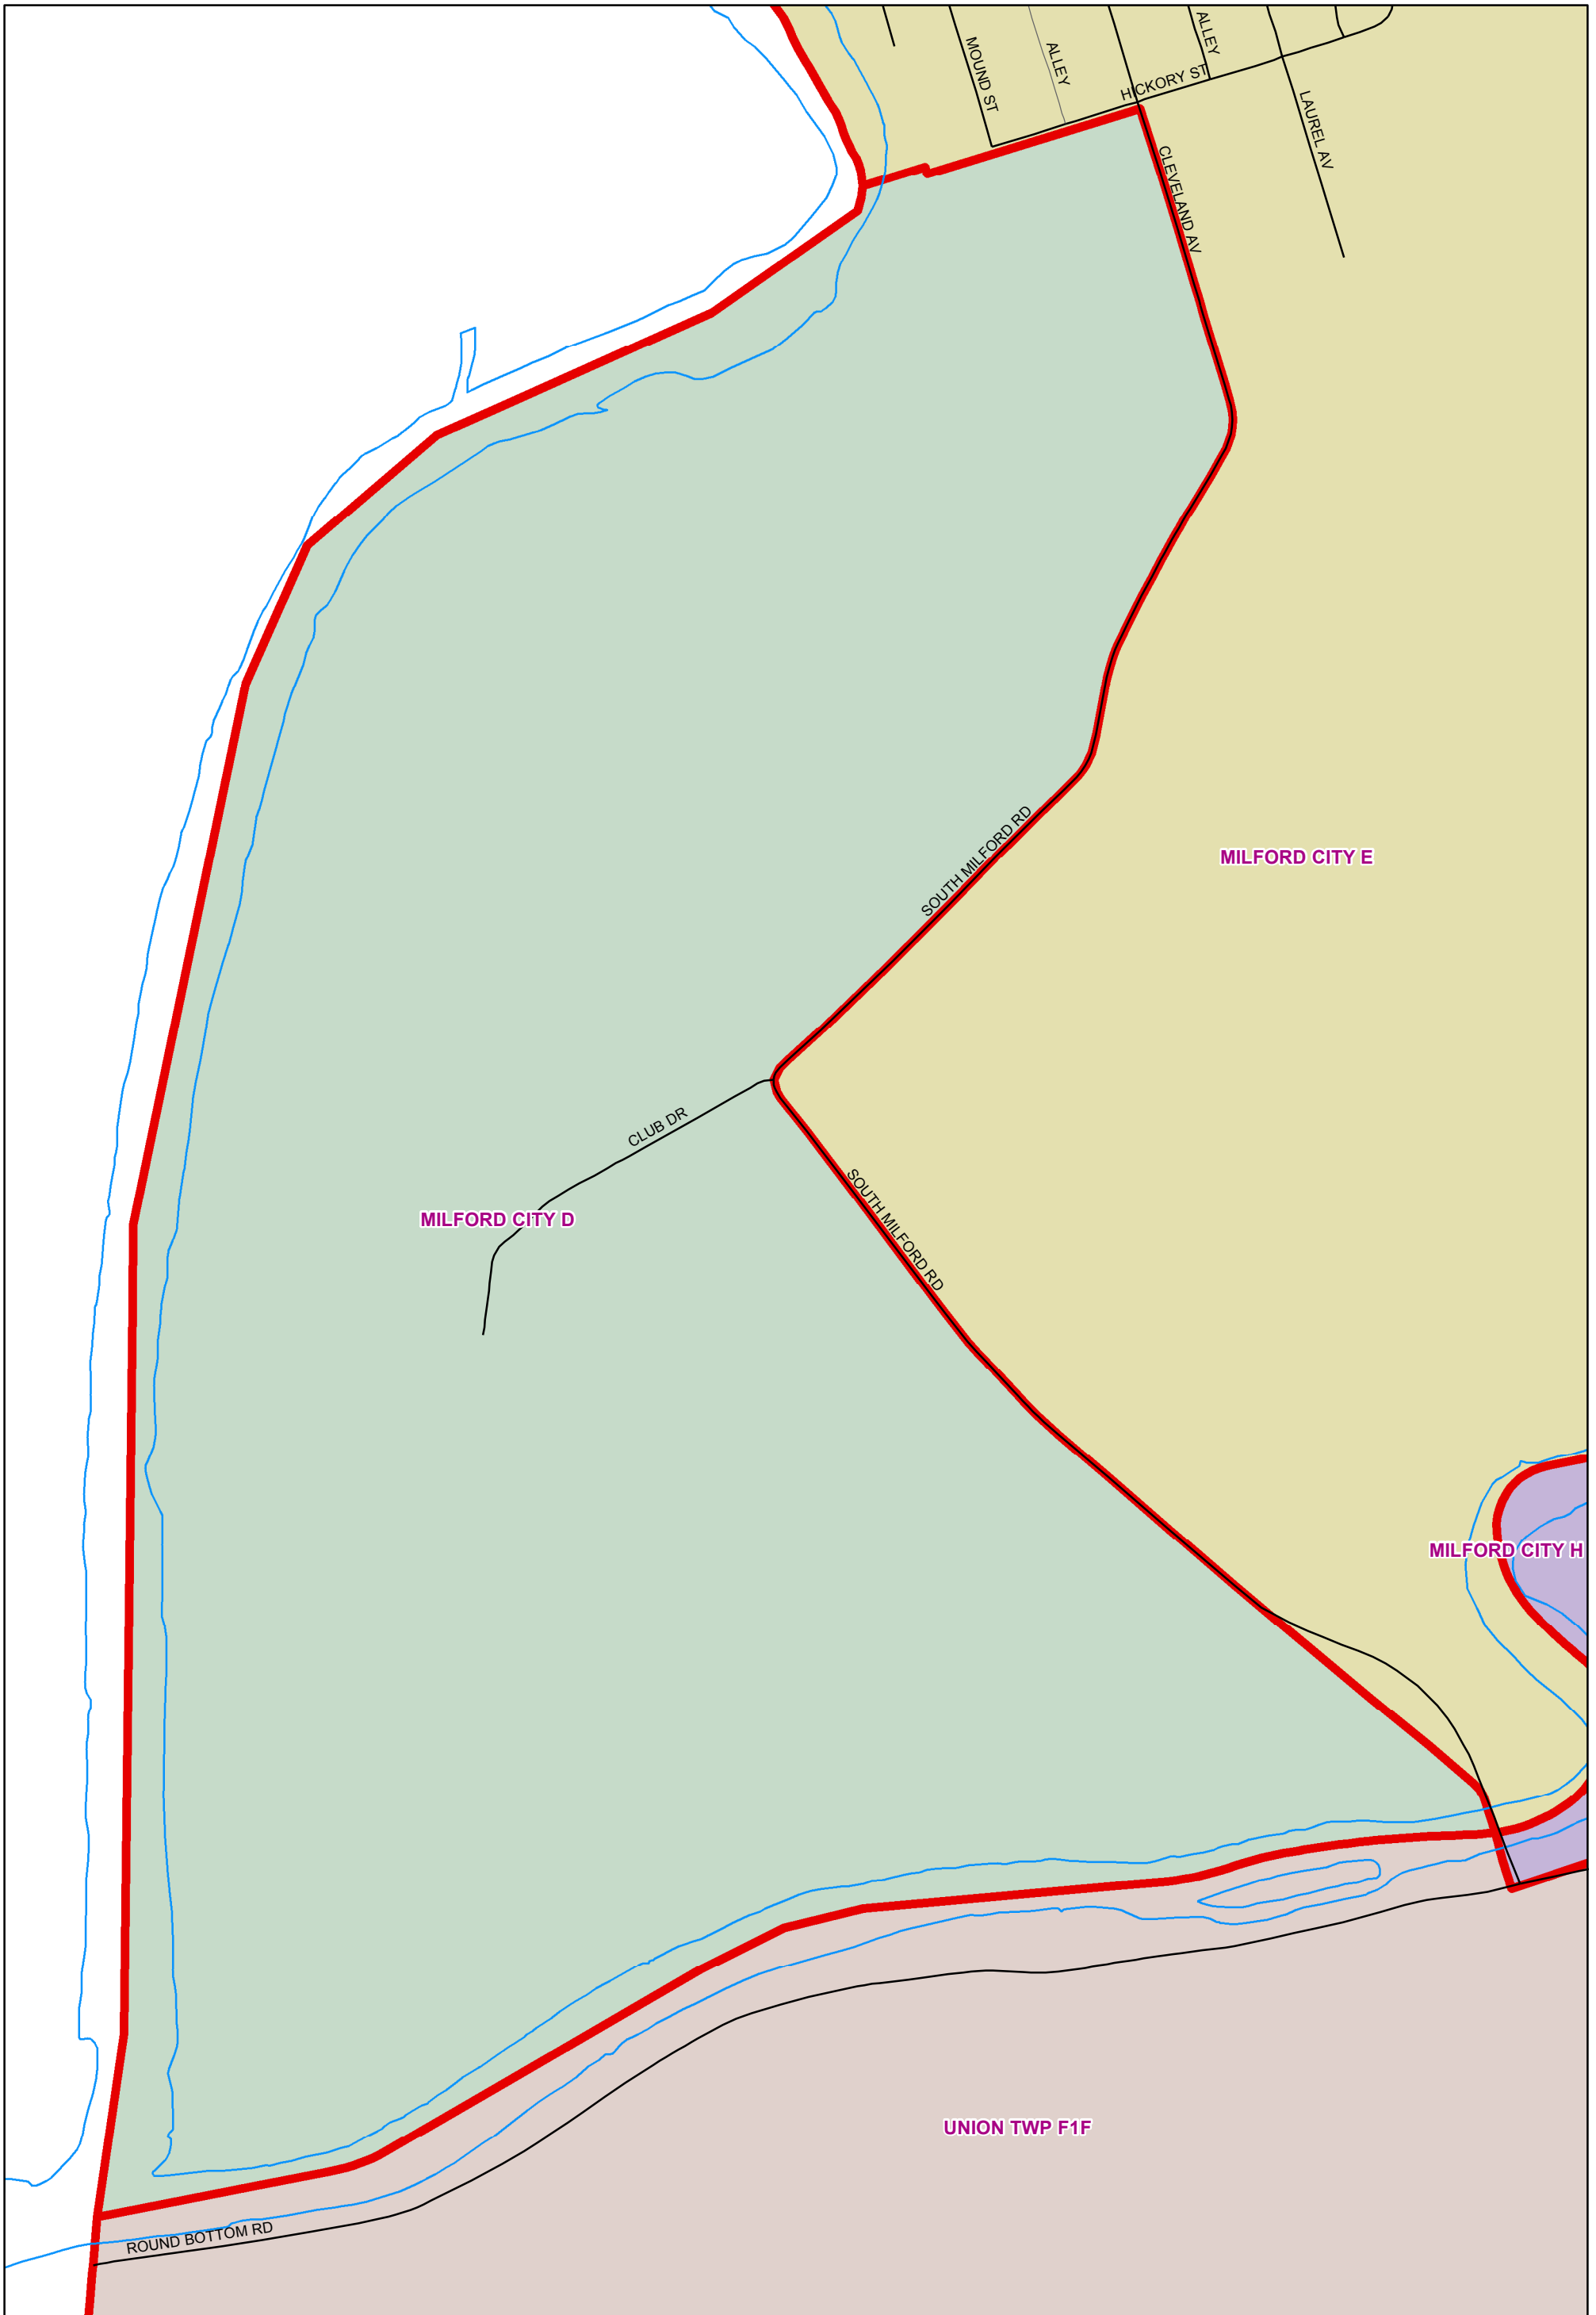 MOUND ST
ALLEY
ALLEY
HICKORY ST
LAUREL AV
CLEVELAND AV
SOUTH MILFORD RD
MILFORD CITY E
CLUB DR
SOUTH MILFORD RD
MILFORD CITY D
MILFORD CITY H
UNION TWP F1F
ROUND BOTTOM RD